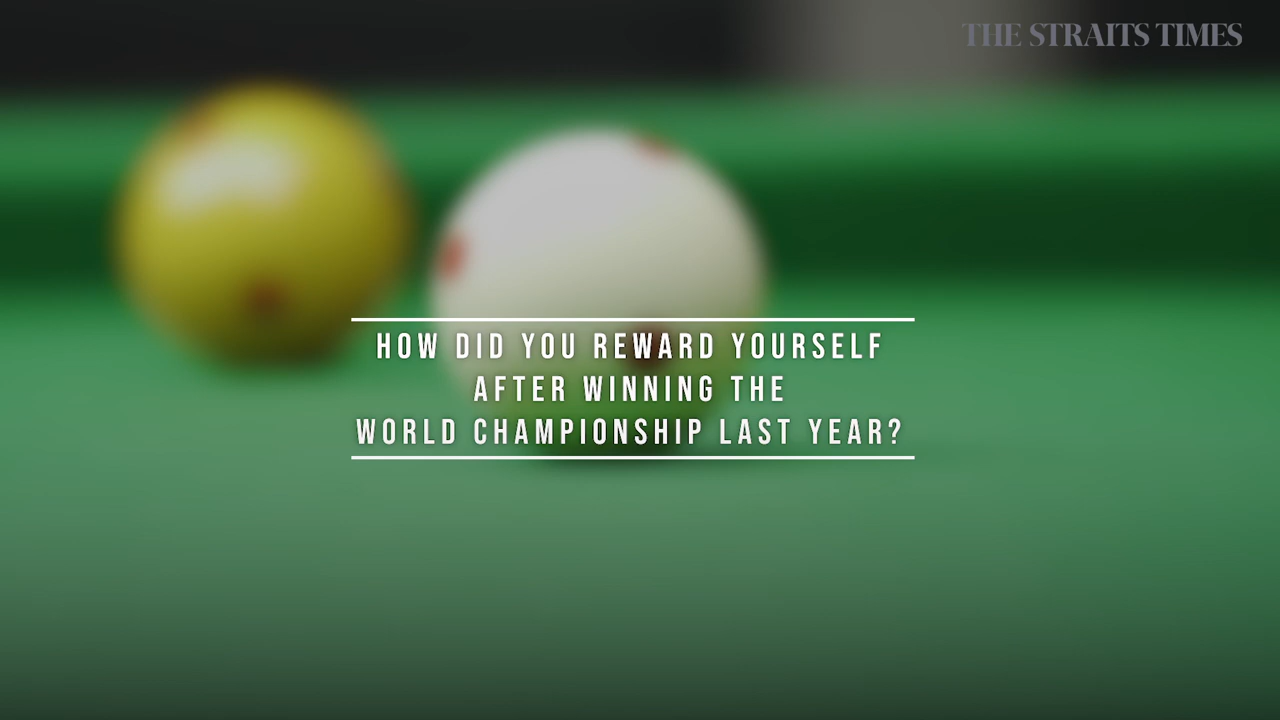 THE STRAITS TIMES
HOW DID YOU REWARD YOURSELF
AFTER WINNING THE
WORLD CHAMPIONSHIP LAST YEAR?